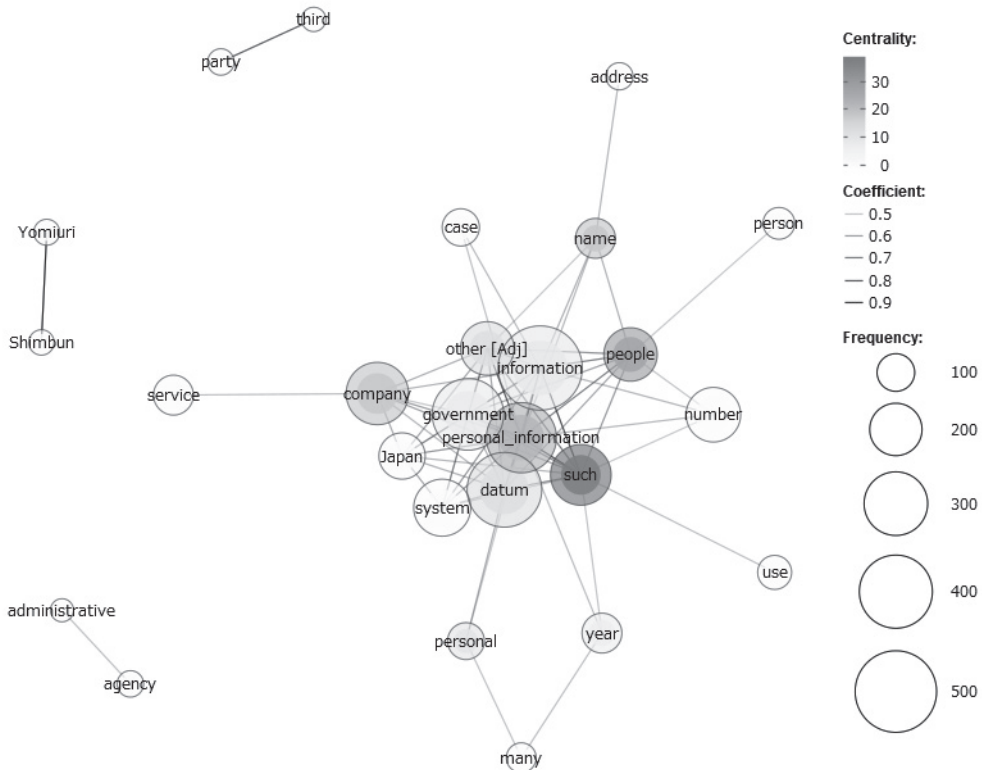 third
party
address
Yomiuri
Shimbun
case
name
person
other [Adj]
information
people
service
company
government
number
personal_information
Japan
such
datum
system
use
administrative
agency
personal
year
many
Centrality:
30
20
10
0
Coefficient:
0.5
0.6
0.7
0.8
0.9
Frequency:
100
200
300
400
500